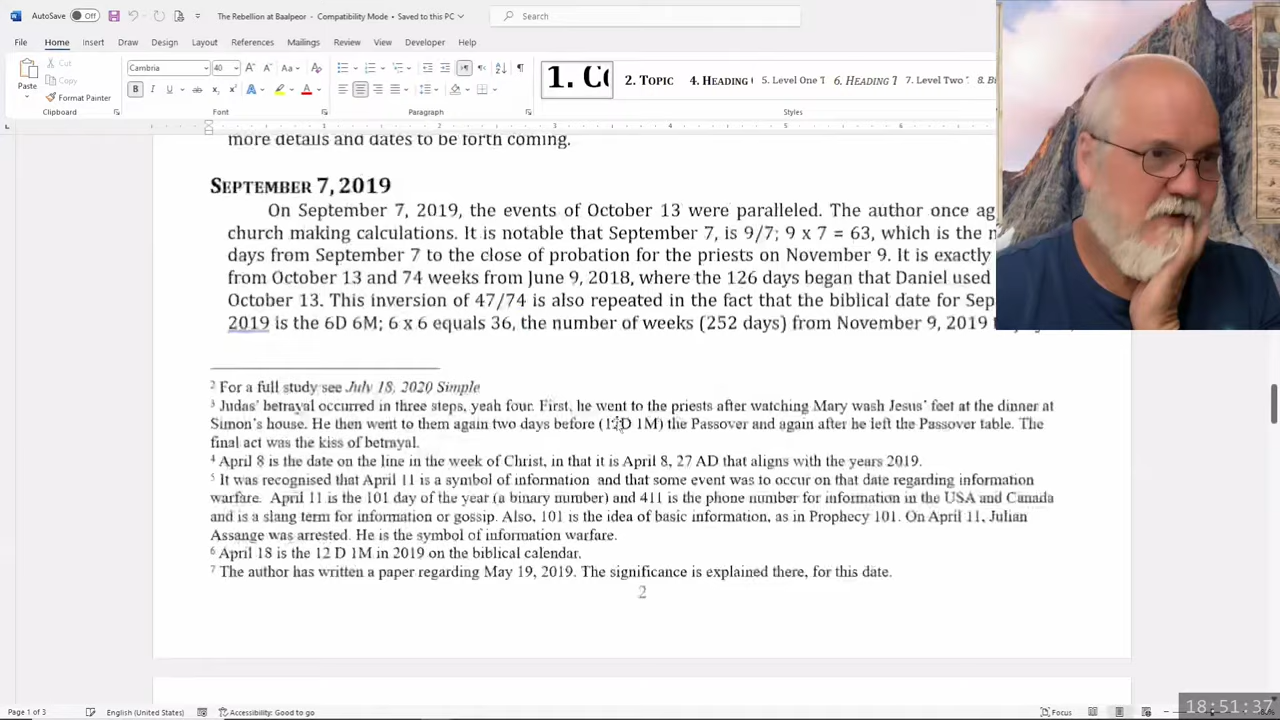 AutoSave Off The Rebellion at Baalpeor - Compatibility Mode • Saved to this PC Search
File Home Insert Draw Design Layout References Mailings Review View Developer Help
Paste Cut Copy Format Painter
Cambria 40
1. Co 2. TOPIC 4. HEADING 5. Level One 6. HEADING 7. Level Two
Clipboard Font Paragraph Styles
more details and dates to be forth coming.
SEPTEMBER 7, 2019
On September 7, 2019, the events of October 13 were paralleled. The author once ag
church making calculations. It is notable that September 7, is 9/7; 9 x 7 = 63, which is the n
days from September 7 to the close of probation for the priests on November 9. It is exactly
from October 13 and 74 weeks from June 9, 2018, where the 126 days began that Daniel used
October 13. This inversion of 47/74 is also repeated in the fact that the biblical date for Sep
2019 is the 6D 6M; 6 x 6 equals 36, the number of weeks (252 days) from November 9, 2019
2 For a full study see July 18, 2020 Simple
3 Judas' betrayal occurred in three steps, yeah four. First, he went to the priests after watching Mary wash Jesus' feet at the dinner at
Simon's house. He then went to them again two days before (12D 1M) the Passover and again after he left the Passover table. The
final act was the kiss of betrayal.
4 April 8 is the date on the line in the week of Christ, in that it is April 8, 27 AD that aligns with the years 2019.
5 It was recognised that April 11 is a symbol of information and that some event was to occur on that date regarding information
warfare. April 11 is the 101 day of the year (a binary number) and 411 is the phone number for information in the USA and Canada
and is a slang term for information or gossip. Also, 101 is the idea of basic information, as in Prophecy 101. On April 11, Julian
Assange was arrested. He is the symbol of information warfare.
6 April 18 is the 12 D 1M in 2019 on the biblical calendar.
7 The author has written a paper regarding May 19, 2019. The significance is explained there, for this date.
2
Page 1 of 3 English (United States) Accessibility: Good to go Focus
18:51:37